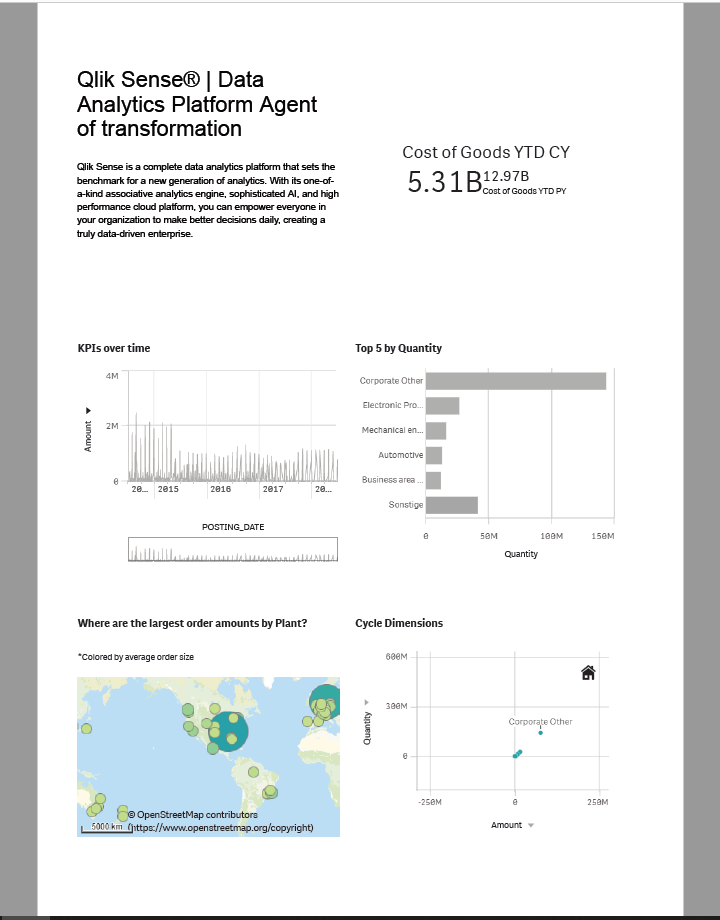 Qlik Sense® | Data
Analytics Platform Agent
of transformation
Qlik Sense is a complete data analytics platform that sets the
benchmark for a new generation of analytics. With its one-of-
a-kind associative analytics engine, sophisticated AI, and high
performance cloud platform, you can empower everyone in
your organization to make better decisions daily, creating a
truly data-driven enterprise.
Cost of Goods YTD CY
5.31B
12.97B
Cost of Goods YTD PY
KPIs over time
4M
2M
0
Amount
20...
2015
2016
2017
20...
POSTING_DATE
Top 5 by Quantity
Corporate Other
Electronic Pro...
Mechanical en...
Automotive
Business area ...
Sonstige
0
50M
100M
150M
Quantity
Where are the largest order amounts by Plant?
*Colored by average order size
© OpenStreetMap contributors
5000 km
(https://www.openstreetmap.org/copyright)
Cycle Dimensions
600M
300M
0
Quantity
Corporate Other
-250M
0
250M
Amount